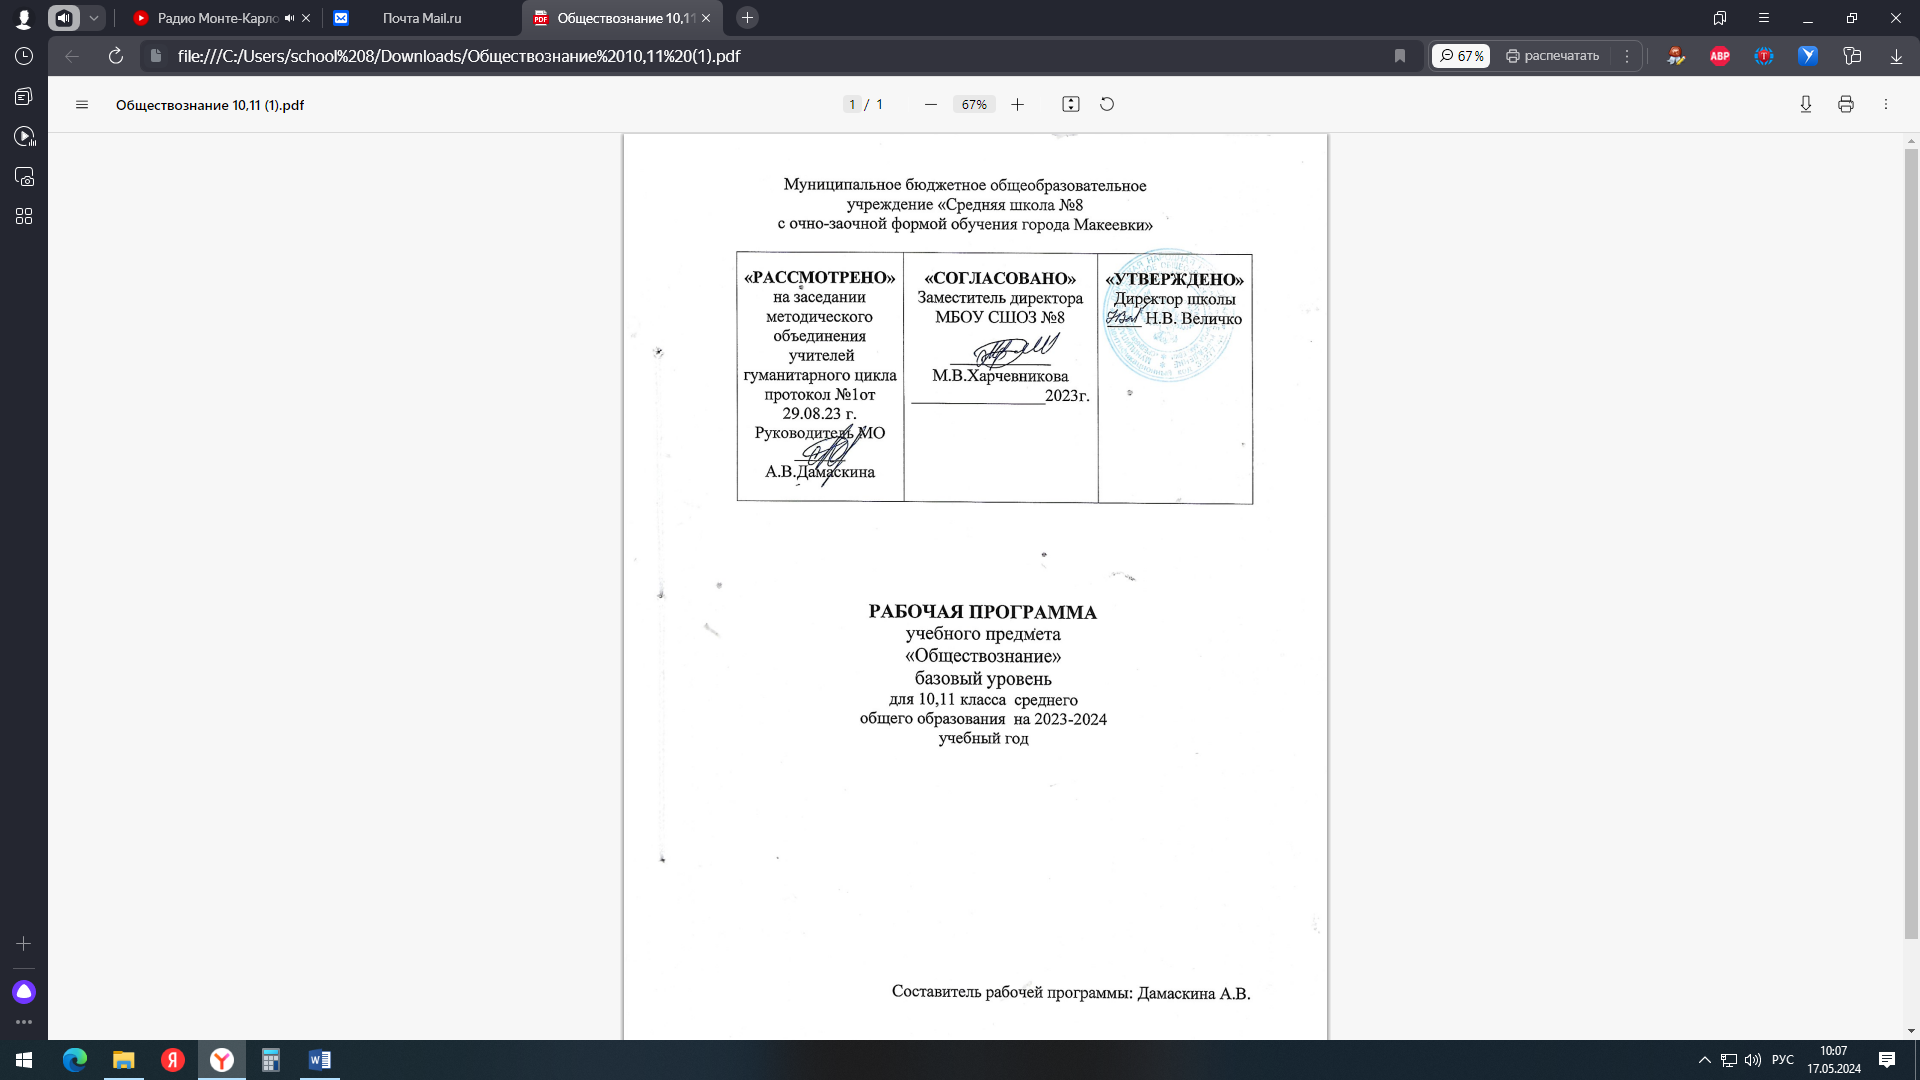 Радио Монте-Карло
Почта Mail.ru
Обществознание 10,11
file:///C:/Users/school%208/Downloads/Обществознание%2010,11%20(1).pdf
67 %
распечатать
ABP
Обществознание 10,11 (1).pdf
1 / 1
67%
Муниципальное бюджетное общеобразовательное
учреждение «Средняя школа №8
с очно-заочной формой обучения города Макеевки»
«РАССМОТРЕНО»
на заседании
методического
объединения
учителей
гуманитарного цикла
протокол №1от
29.08.23 г.
Руководитель МО
А.В.Дамаскина
«СОГЛАСОВАНО»
Заместитель директора
МБОУ СШОЗ №8
М.В.Харчевникова
2023г.
«УТВЕРЖДЕНО»
Директор школы
Н.В. Величко
РАБОЧАЯ ПРОГРАММА
учебного предмета
«Обществознание»
базовый уровень
для 10,11 класса среднего
общего образования на 2023-2024
учебный год
Составитель рабочей программы: Дамаскина А.В.
РУС
10:07
17.05.2024